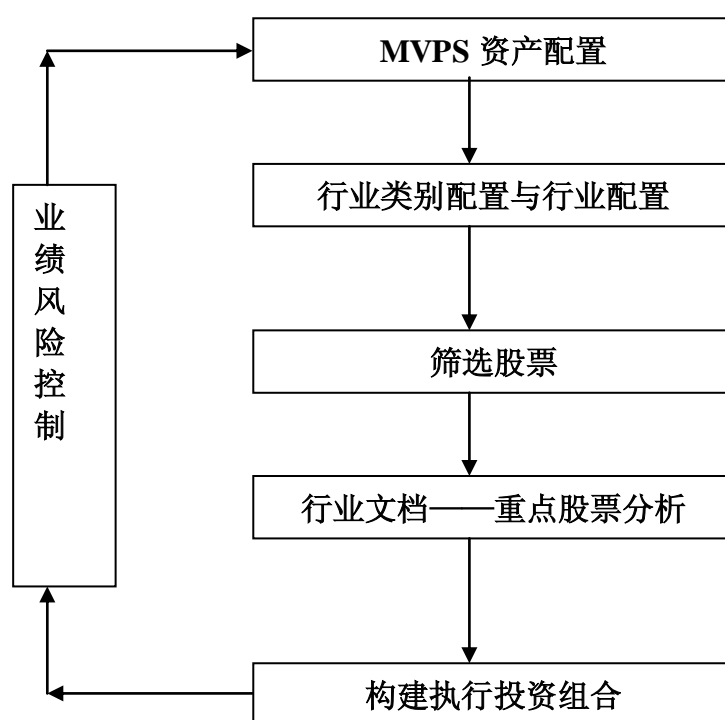 MVPS 资产配置
行业类别配置与行业配置
筛选股票
行业文档——重点股票分析
构建执行投资组合
业
绩
风
险
控
制